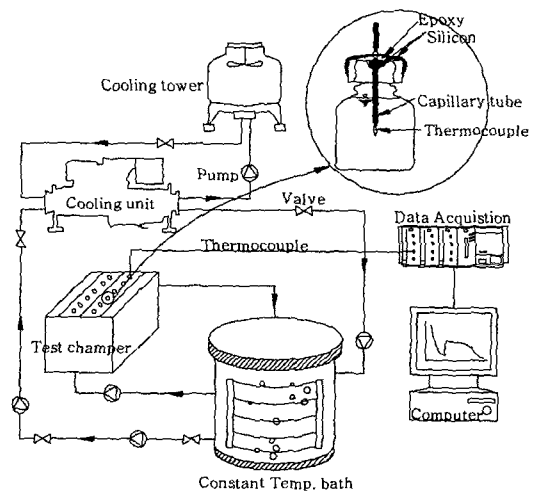 Epoxy
Silicon
Cooling tower
Capillary tube
Thermocouple
Pump
Cooling unit
Valve
Data Acquistion
Thermocouple
Test champer
Computer
Constant Temp. bath